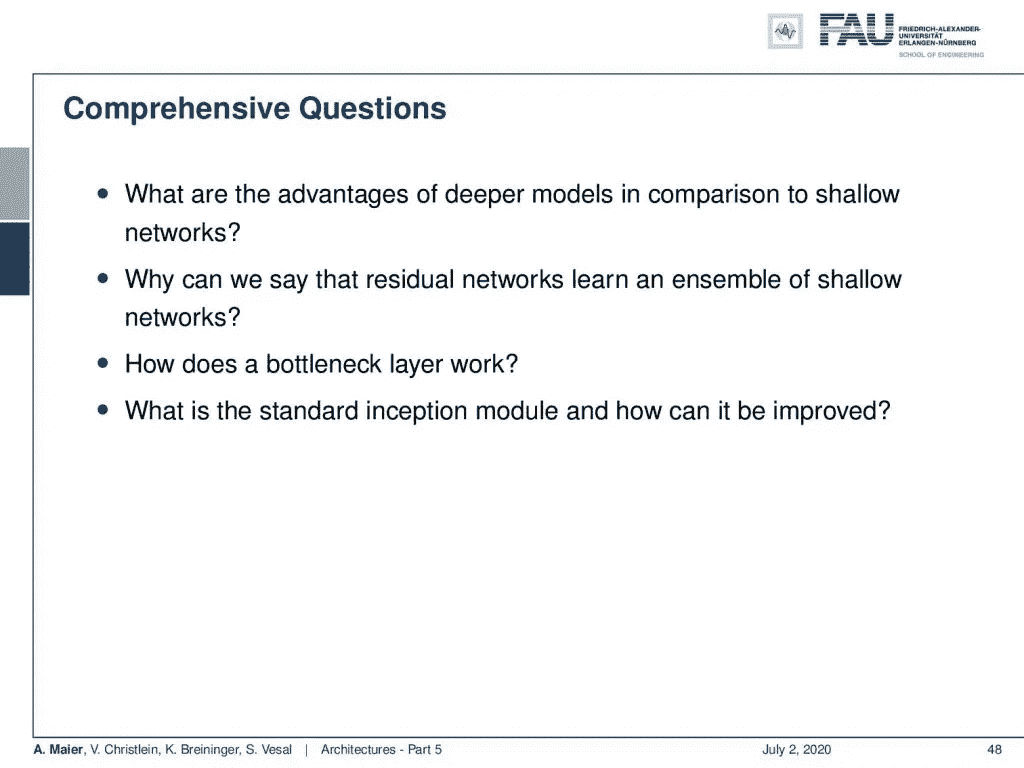 FAU
FRIEDRICH-ALEXANDER-
UNIVERSITÄT
ERLANGEN-NÜRNBERG
SCHOOL OF ENGINEERING
Comprehensive Questions
• What are the advantages of deeper models in comparison to shallow
networks?
• Why can we say that residual networks learn an ensemble of shallow
networks?
• How does a bottleneck layer work?
• What is the standard inception module and how can it be improved?
A. Maier, V. Christlein, K. Breininger, S. Vesal | Architectures - Part 5 July 2, 2020 48